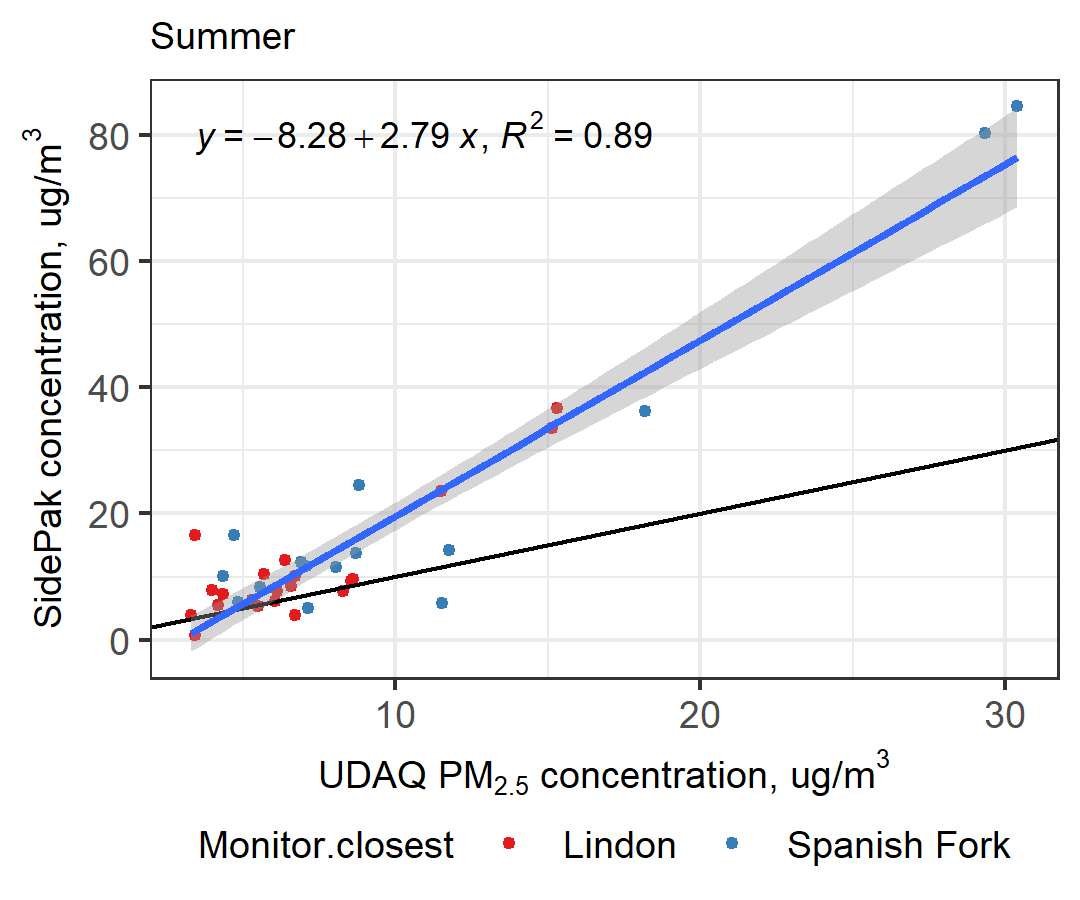 Summer
y = −8.28 + 2.79 x, R² = 0.89
SidePak concentration, ug/m³
80
60
40
20
0
10 20 30
UDAQ PM₂.₅ concentration, ug/m³
Monitor.closest Lindon Spanish Fork